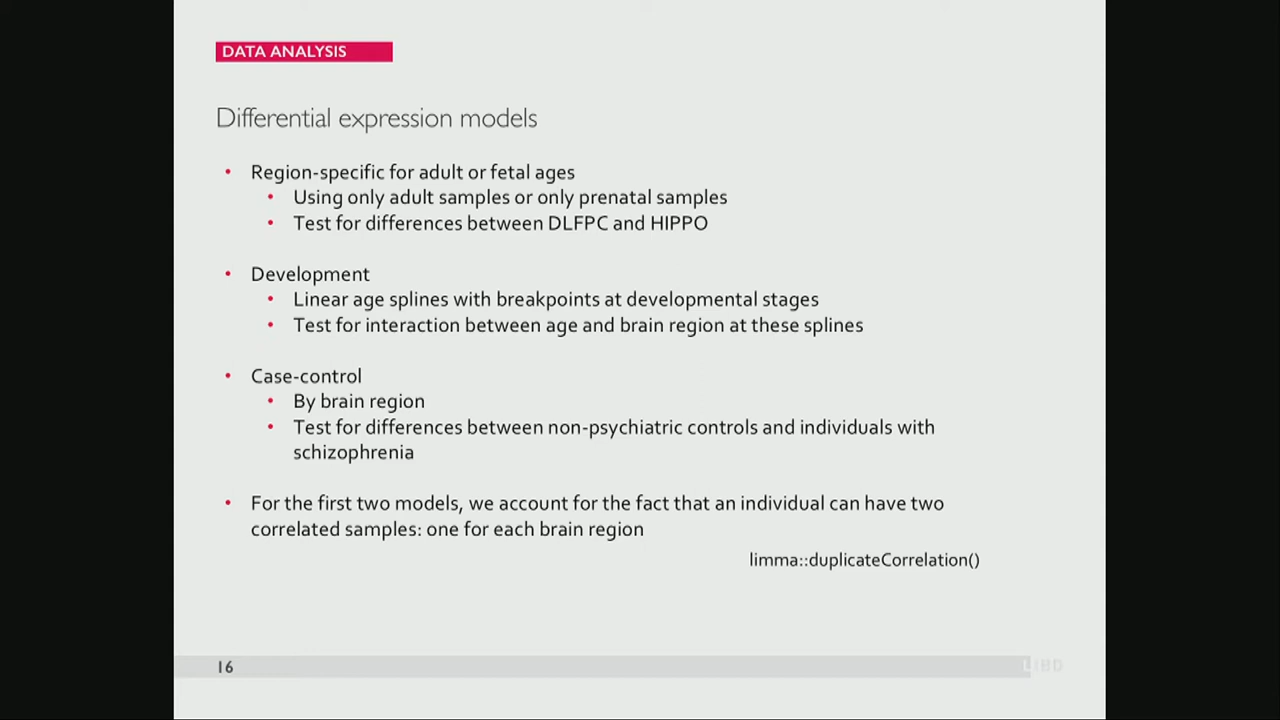 DATA ANALYSIS
Differential expression models
• Region-specific for adult or fetal ages
• Using only adult samples or only prenatal samples
• Test for differences between DLFPC and HIPPO
• Development
• Linear age splines with breakpoints at developmental stages
• Test for interaction between age and brain region at these splines
• Case-control
• By brain region
• Test for differences between non-psychiatric controls and individuals with
schizophrenia
• For the first two models, we account for the fact that an individual can have two
correlated samples: one for each brain region
limma::duplicateCorrelation()
16
LIBD